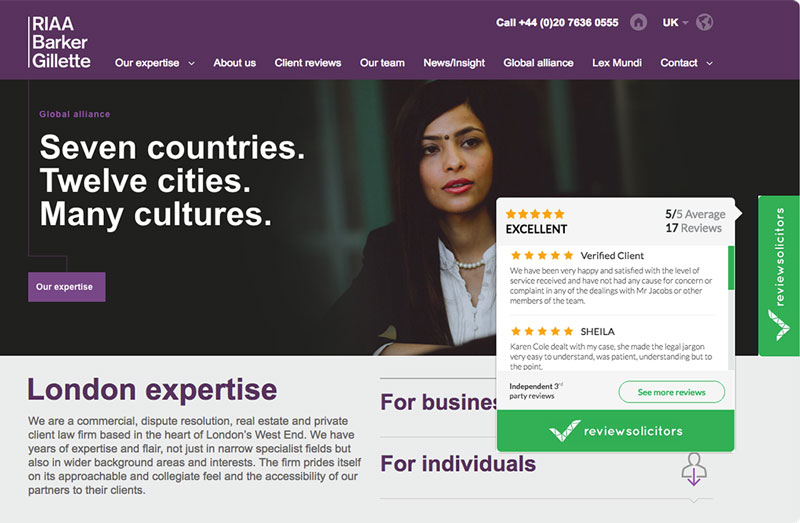 RIAA
Barker
Gillette
Call +44 (0)20 7636 0555
UK
Our expertise
About us
Client reviews
Our team
News/Insight
Global alliance
Lex Mundi
Contact
Global alliance
Seven countries.
Twelve cities.
Many cultures.
Our expertise
EXCELLENT
5/5 Average
17 Reviews
Verified Client
We have been very happy and satisfied with the level of
service received and have not had any cause for concern or
complaint in any of the dealings with Mr Jacobs or other
members of the team.
SHEILA
Karen Cole dealt with my case, she made the legal jargon
very easy to understand, was patient, understanding but to
the point.
Independent 3rd
party reviews
See more reviews
reviewsolicitors
reviewsolicitors
London expertise
We are a commercial, dispute resolution, real estate and private
client law firm based in the heart of London's West End. We have
years of expertise and flair, not just in narrow specialist fields but
also in wider background areas and interests. The firm prides itself
on its approachable and collegiate feel and the accessibility of our
partners to their clients.
For busines
For individuals